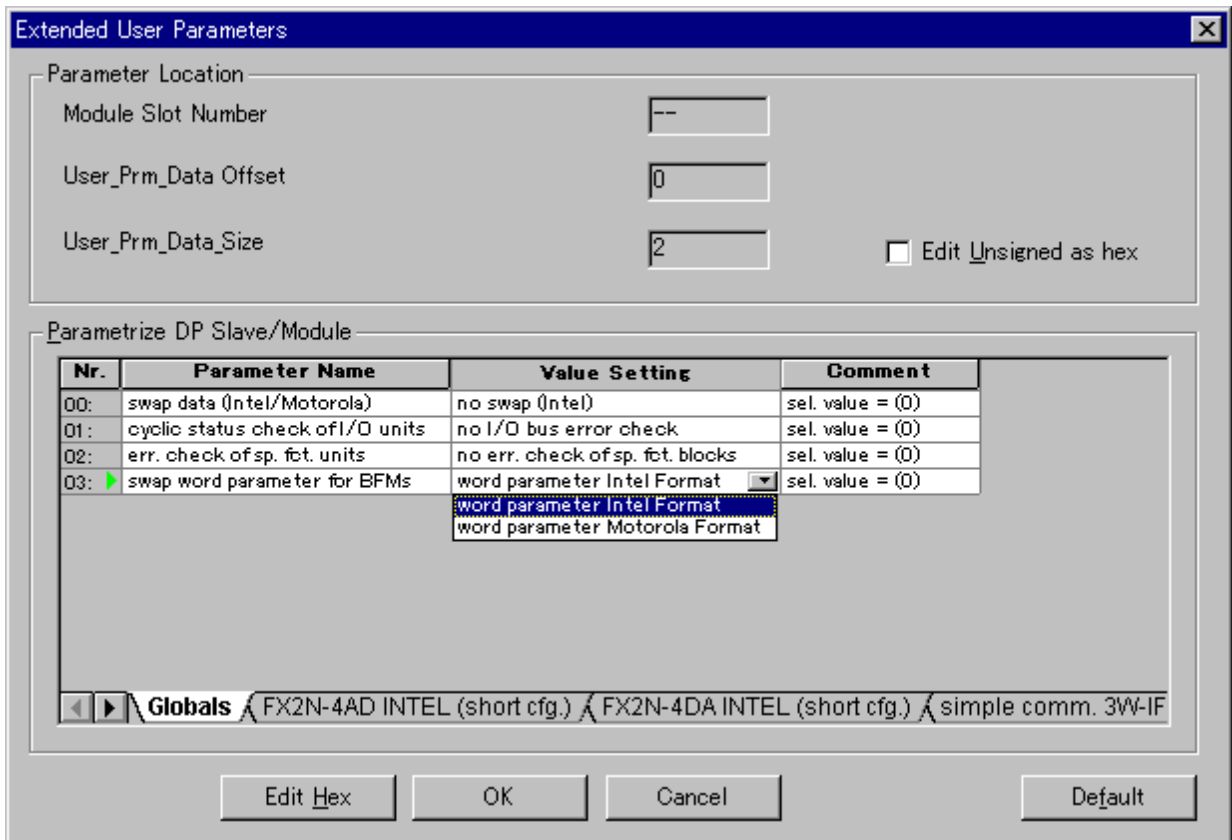 Extended User Parameters
Parameter Location
Module Slot Number --
User_Prm_Data Offset 0
User_Prm_Data_Size 2 Edit Unsigned as hex
Parametrize DP Slave/Module
Nr. Parameter Name Value Setting Comment
00: swap data (Intel/Motorola) no swap (Intel) sel. value = (0)
01: cyclic status check of I/O units no I/O bus error check sel. value = (0)
02: err. check of sp. fct. units no err. check of sp. fct. blocks sel. value = (0)
03: swap word parameter for BFMs word parameter Intel Format sel. value = (0)
word parameter Intel Format
word parameter Motorola Format
Globals FX2N-4AD INTEL (short cfg.) FX2N-4DA INTEL (short cfg.) simple comm. 3W-IF
Edit Hex OK Cancel Default